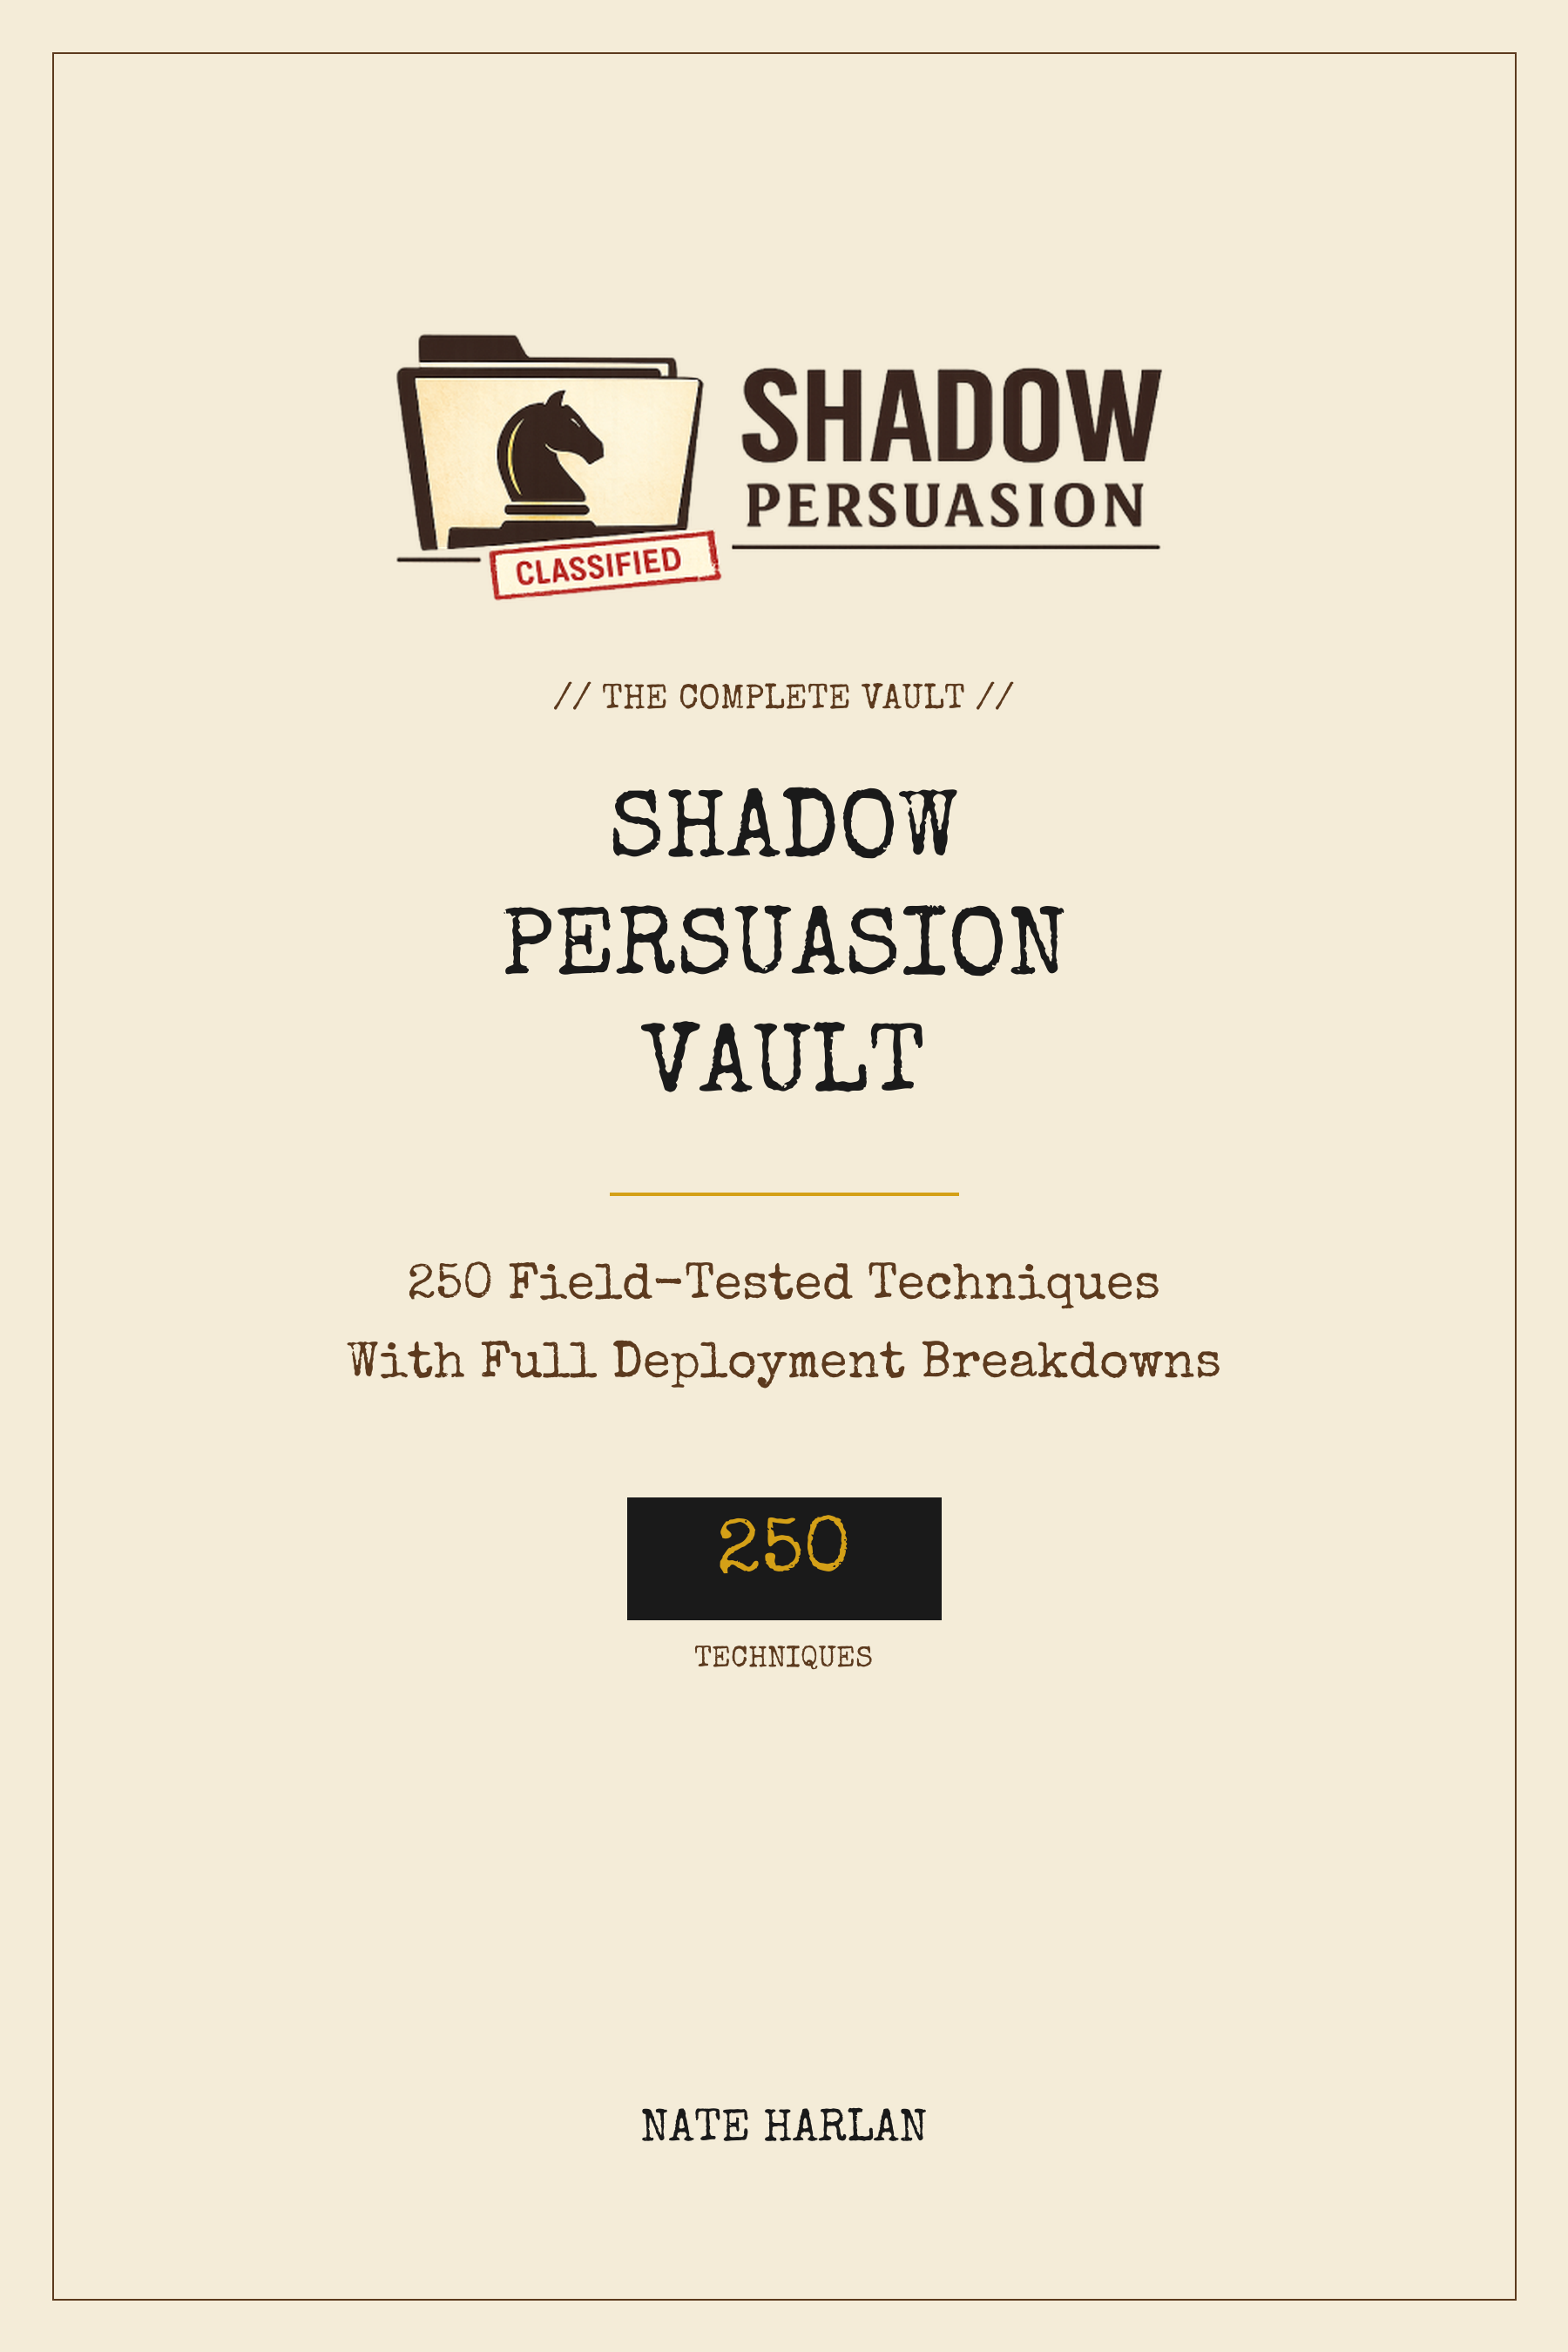 SHADOW
PERSUASION
CLASSIFIED
// THE COMPLETE VAULT //
SHADOW
PERSUASION
VAULT
250 Field-Tested Techniques
With Full Deployment Breakdowns
250
TECHNIQUES
NATE HARLAN